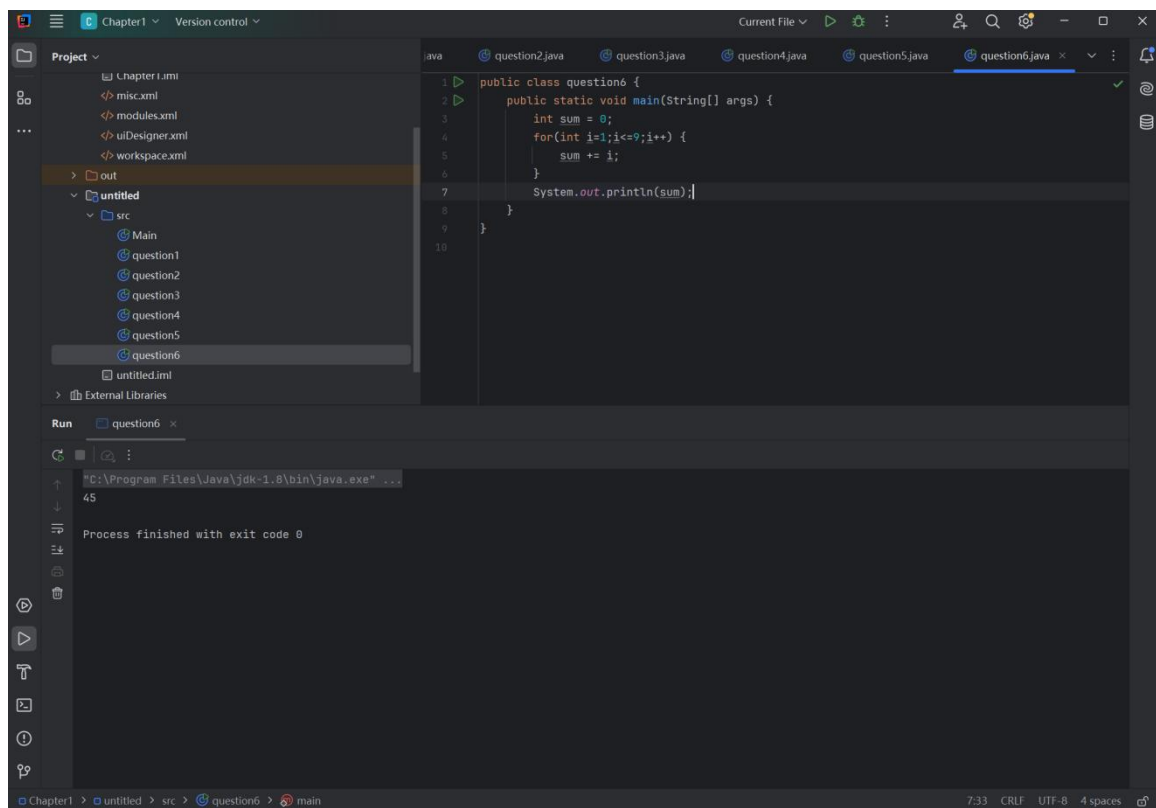 C Chapter1 Version control Current File
Project
Chapter1.iml
misc.xml
modules.xml
uiDesigner.xml
workspace.xml
out
untitled
src
Main
question1
question2
question3
question4
question5
question6
untitled.iml
External Libraries
java question2.java question3.java question4.java question5.java question6.java
1 public class question6 {
2 public static void main(String[] args) {
3 int sum = 0;
4 for(int i=1;i<=9;i++) {
5 sum += i;
6 }
7 System.out.println(sum);
8 }
9 }
10
Run question6
"C:\Program Files\Java\jdk-1.8\bin\java.exe" ...
45
Process finished with exit code 0
Chapter1 > untitled > src > question6 > main 7:33 CRLF UTF-8 4 spaces